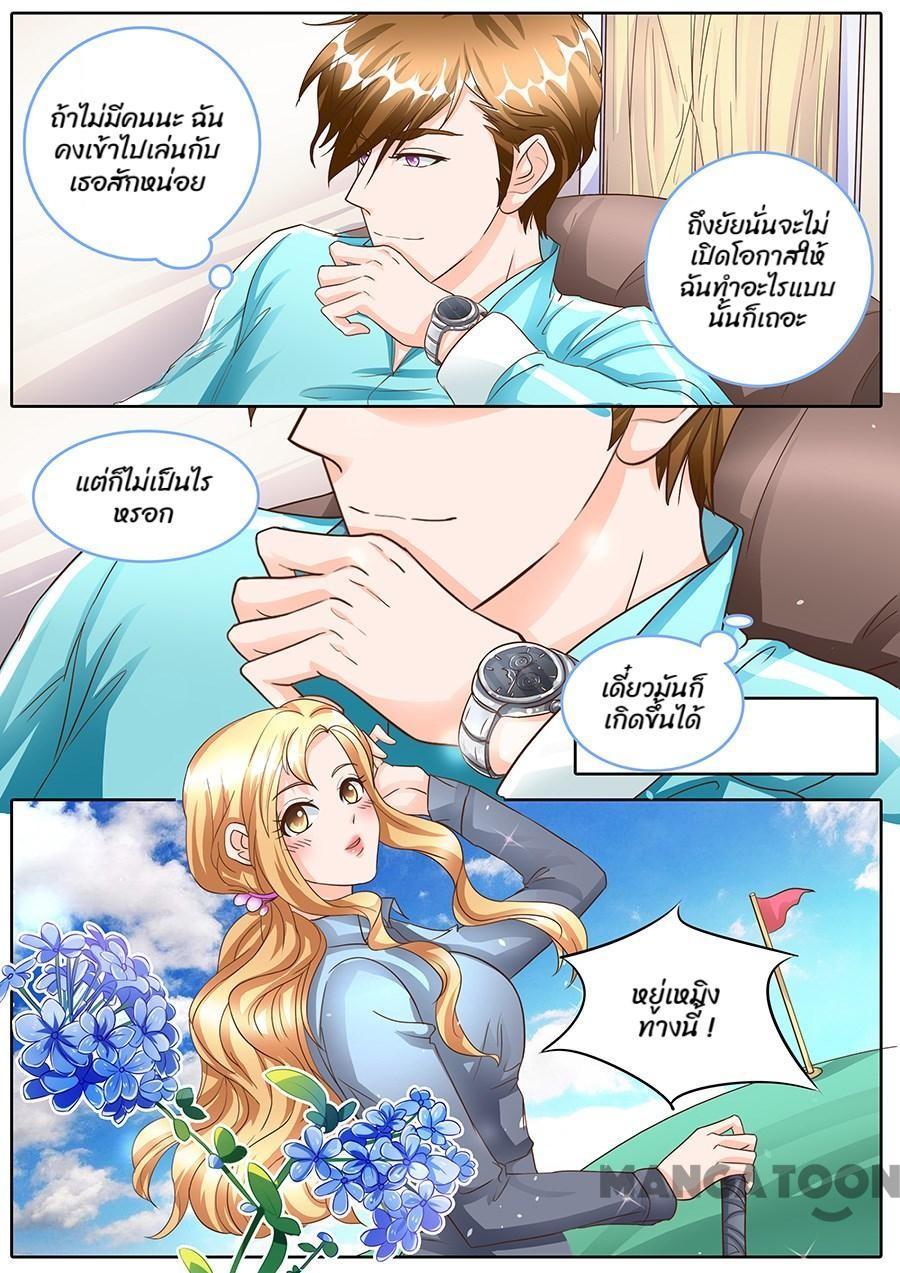 ถ้าไม่มีคนนะ ฉัน
คงเข้าไปเล่นกับ
เธอสักหน่อย
ถึงยัยนั่นจะไม่
เปิดโอกาสให้
ฉันทำอะไรแบบ
นั้นก็เถอะ
แต่ก็ไม่เป็นไร
หรอก
เดี๋ยวมันก็
เกิดขึ้นได้
หยู่เหมิง
ทางนี้ !
MANGATOON